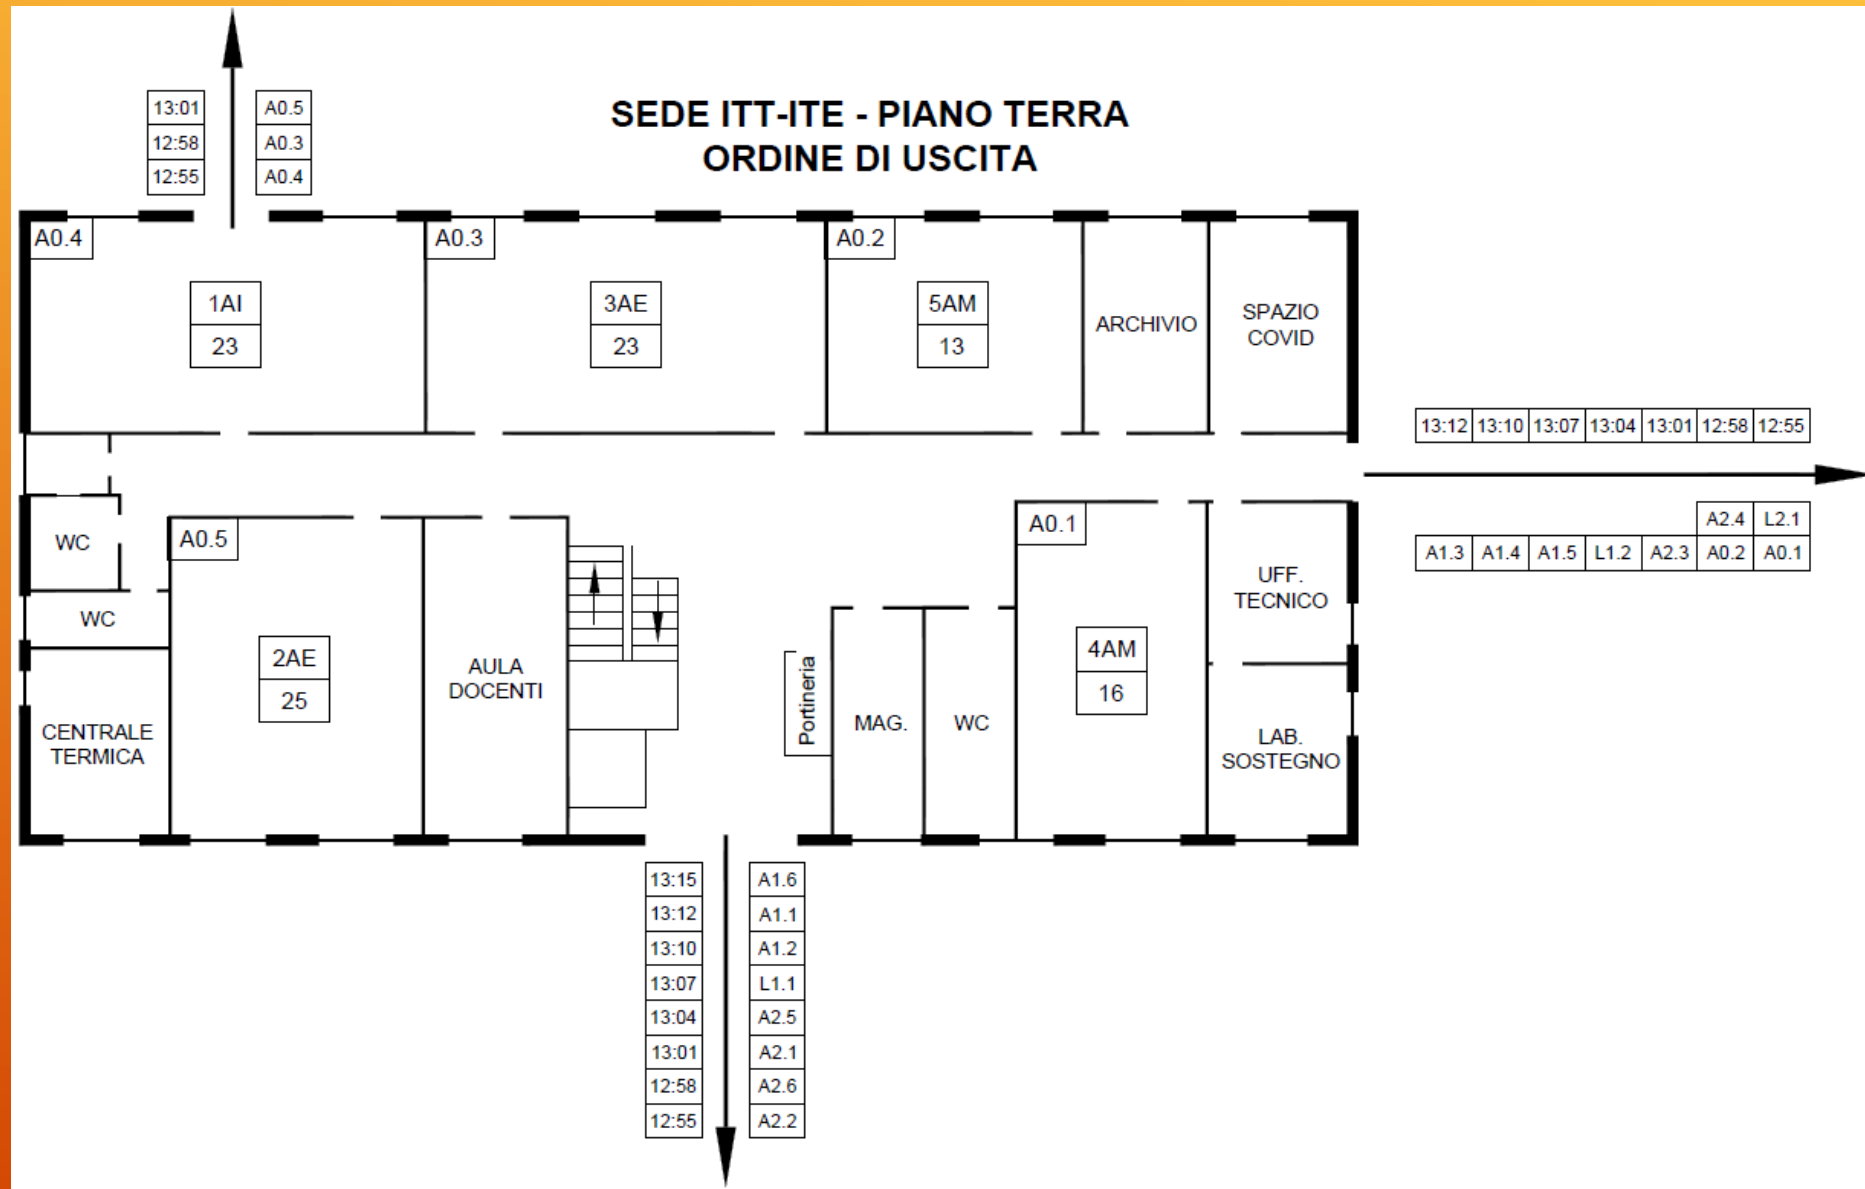 SEDE ITT-ITE - PIANO TERRA
ORDINE DI USCITA
13:01 A0.5
12:58 A0.3
12:55 A0.4
A0.4
1AI
23
A0.3
3AE
23
A0.2
5AM
13
ARCHIVIO
SPAZIO
COVID
13:12 13:10 13:07 13:04 13:01 12:58 12:55
A2.4 L2.1
A1.3 A1.4 A1.5 L1.2 A2.3 A0.2 A0.1
WC
WC
CENTRALE
TERMICA
A0.5
2AE
25
AULA
DOCENTI
Portineria
MAG.
WC
A0.1
4AM
16
UFF.
TECNICO
LAB.
SOSTEGNO
13:15 A1.6
13:12 A1.1
13:10 A1.2
13:07 L1.1
13:04 A2.5
13:01 A2.1
12:58 A2.6
12:55 A2.2